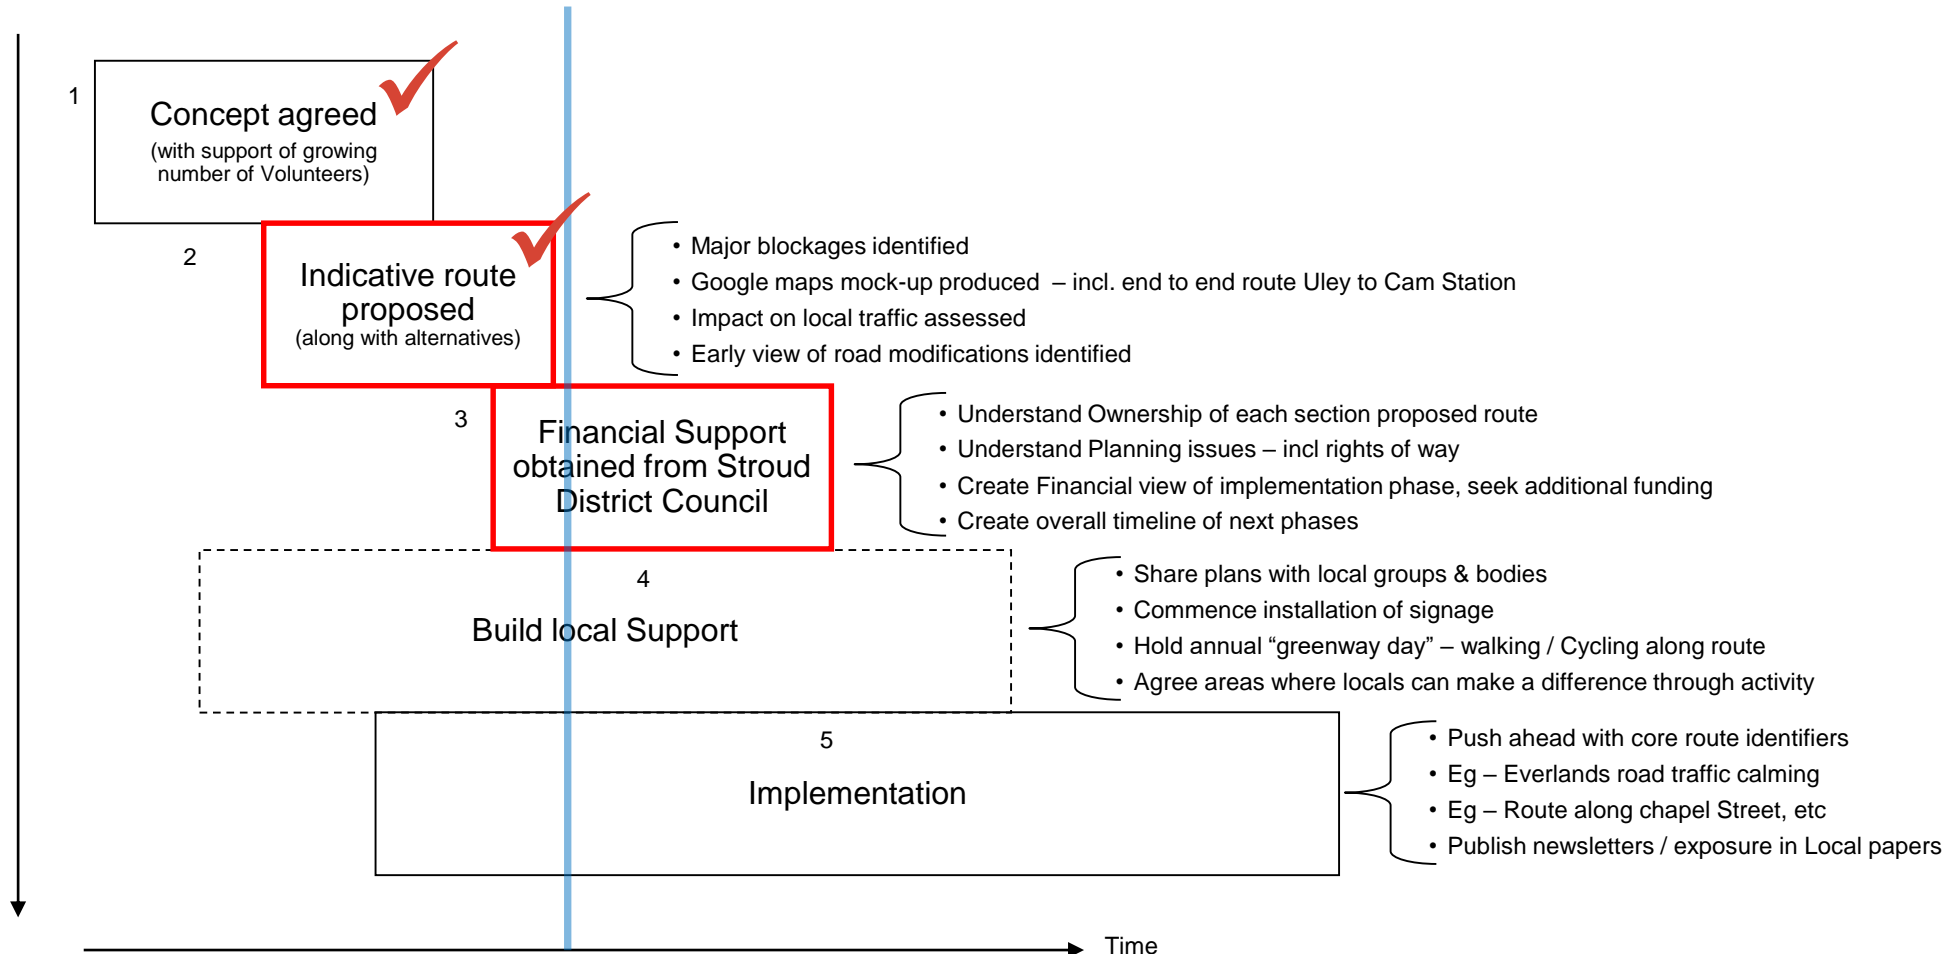 1
Concept agreed
(with support of growing
number of Volunteers)
2
Indicative route
proposed
(along with alternatives)
• Major blockages identified
• Google maps mock-up produced – incl. end to end route Uley to Cam Station
• Impact on local traffic assessed
• Early view of road modifications identified
3
Financial Support
obtained from Stroud
District Council
• Understand Ownership of each section proposed route
• Understand Planning issues – incl rights of way
• Create Financial view of implementation phase, seek additional funding
• Create overall timeline of next phases
4
Build local Support
• Share plans with local groups & bodies
• Commence installation of signage
• Hold annual “greenway day” – walking / Cycling along route
• Agree areas where locals can make a difference through activity
5
Implementation
• Push ahead with core route identifiers
• Eg – Everlands road traffic calming
• Eg – Route along chapel Street, etc
• Publish newsletters / exposure in Local papers
Time